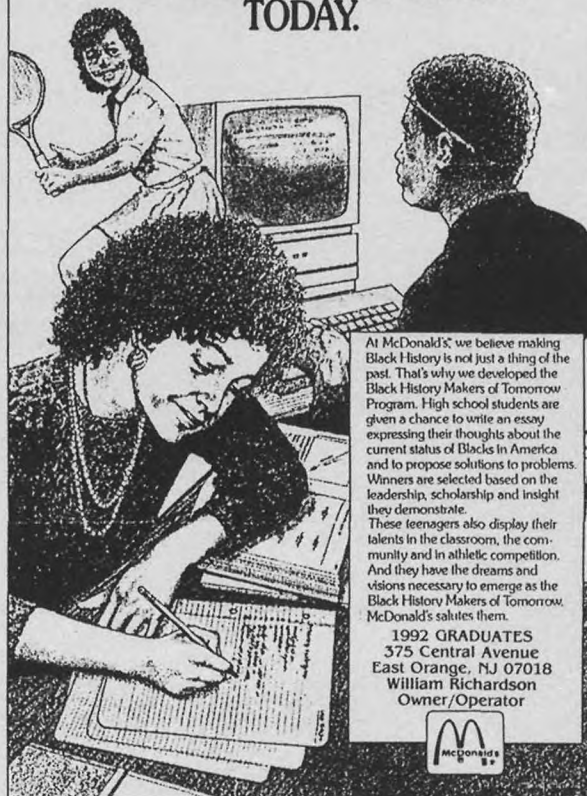 TODAY.
At McDonald's, we believe making
Black History is not just a thing of the
past. That's why we developed the
Black History Makers of Tomorrow
Program. High school students are
given a chance to write an essay
expressing their thoughts about the
current status of Blacks in America
and to propose solutions to problems.
Winners are selected based on the
leadership, scholarship and insight
they demonstrate.
These teenagers also display their
talents in the classroom, the com-
munity and in athletic competition.
And they have the dreams and
visions necessary to emerge as the
Black History Makers of Tomorrow.
McDonald's salutes them.
1992 GRADUATES
375 Central Avenue
East Orange, NJ 07018
William Richardson
Owner/Operator
McDonald's